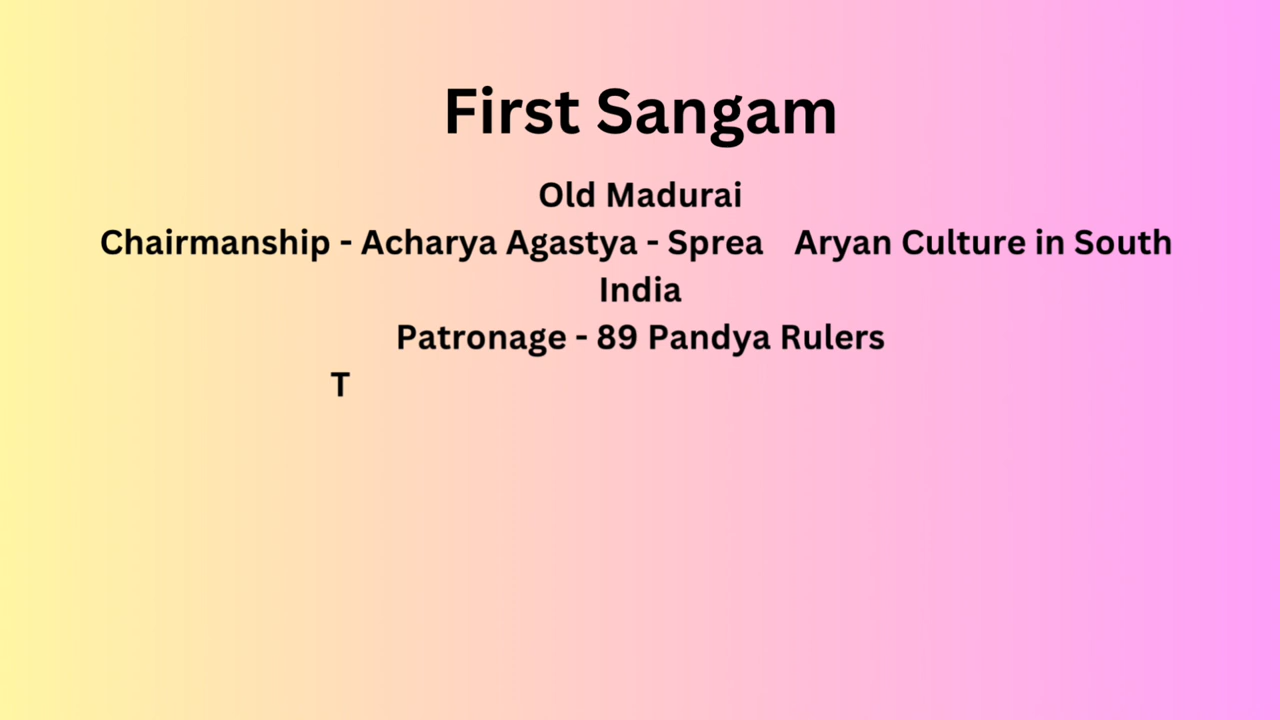 First Sangam
Old Madurai
Chairmanship - Acharya Agastya - Sprea Aryan Culture in South
India
Patronage - 89 Pandya Rulers
T